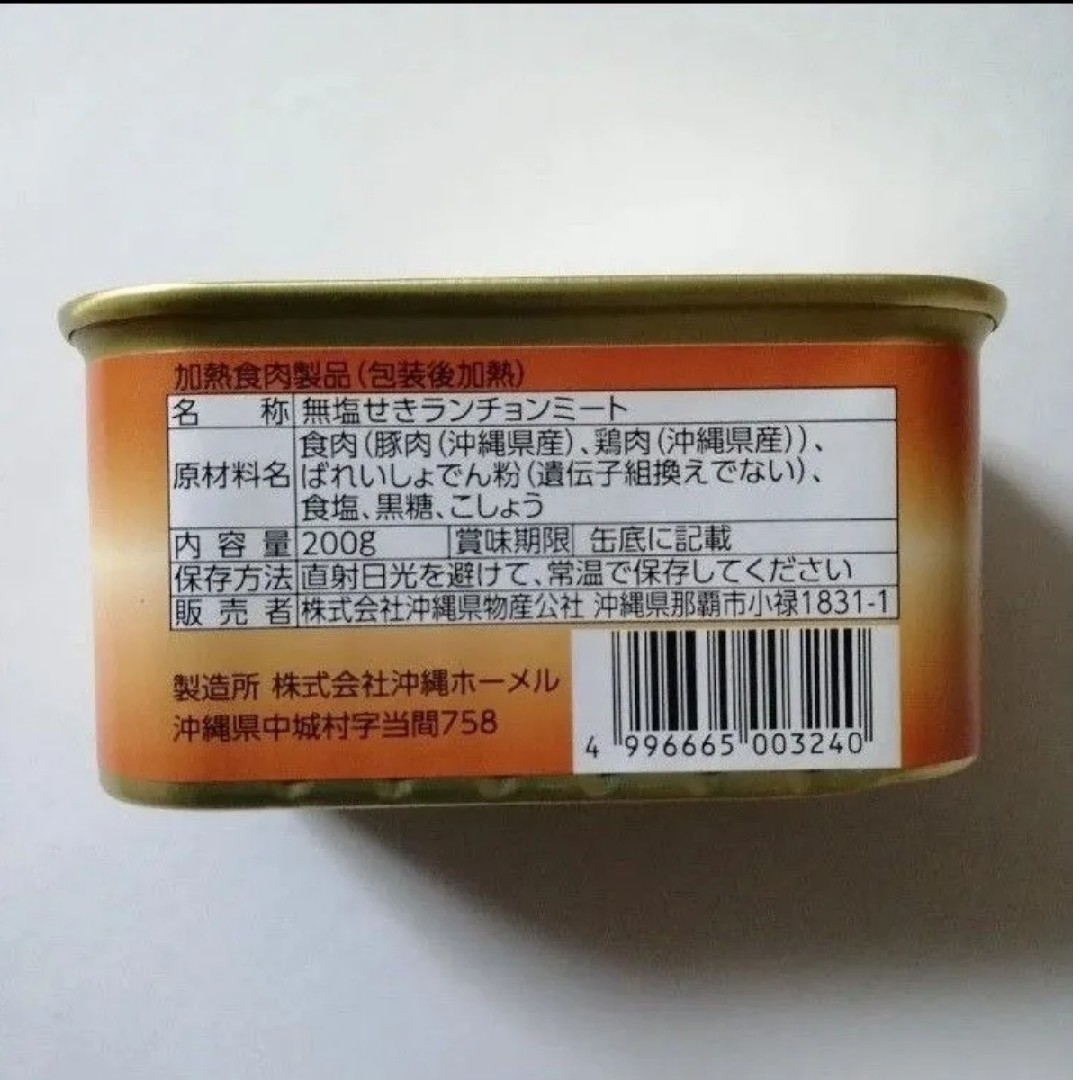 加熱食肉製品(包装後加熱)
名称 無塩せきランチョンミート
原材料名 食肉(豚肉(沖縄県産)、鶏肉(沖縄県産))、
ばれいしょでん粉(遺伝子組換えでない)、
食塩、黒糖、こしょう
内容量 200g 賞味期限 缶底に記載
保存方法 直射日光を避けて、常温で保存してください
販売者 株式会社沖縄県物産公社 沖縄県那覇市小禄1831-1
製造所 株式会社沖縄ホーメル
沖縄県中城村字当間758
4 996665 003240